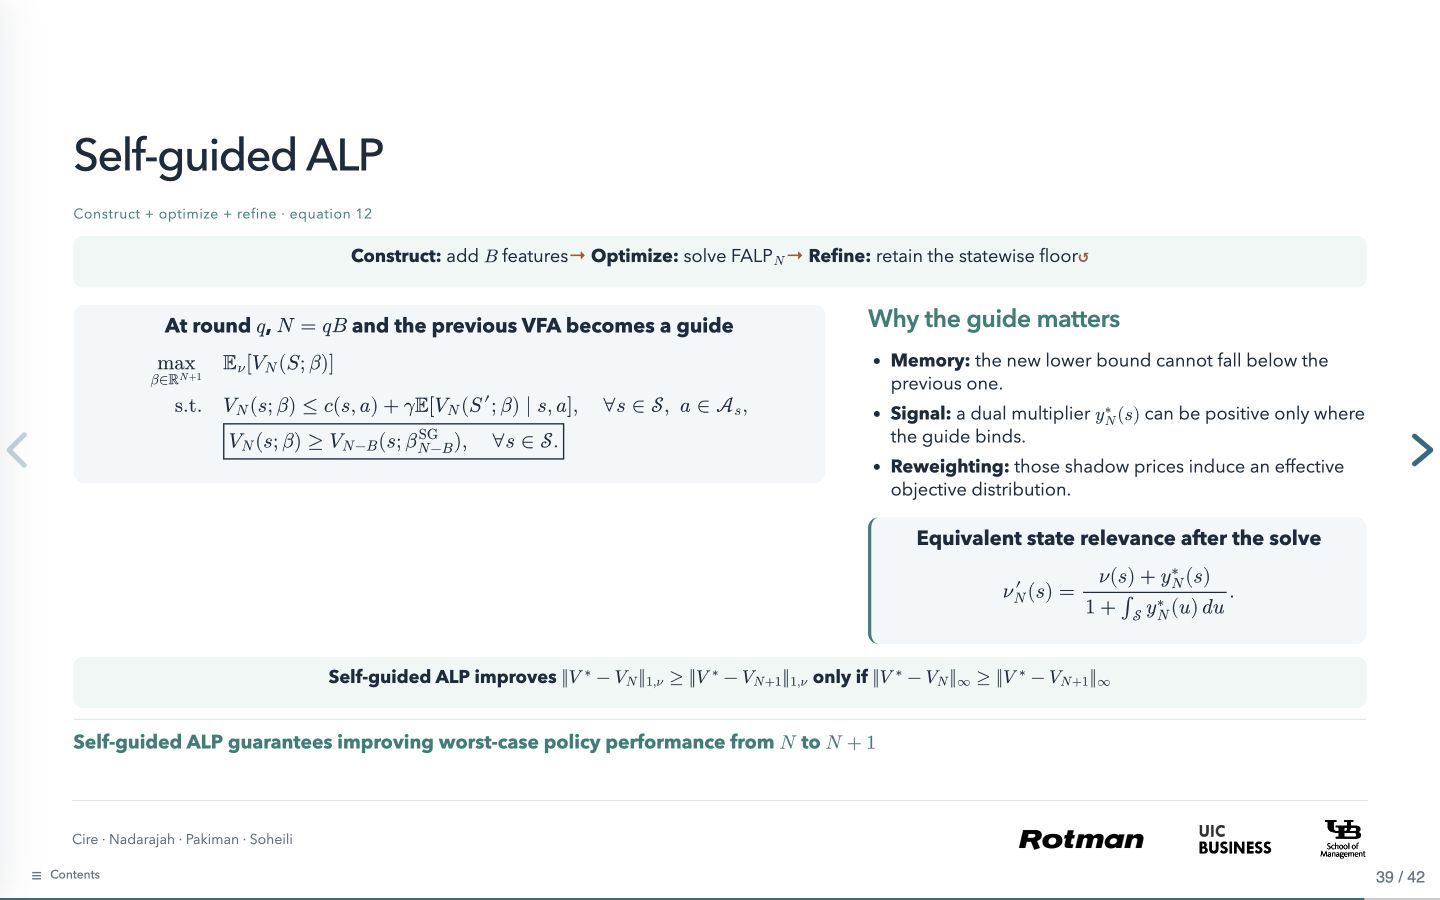 Self-guided ALP
Construct + optimize + refine · equation 12
Construct: add B features→ Optimize: solve FALP_N→ Refine: retain the statewise floor↺
At round q, N = qB and the previous VFA becomes a guide
max_{β∈ℝ^{N+1}} 𝔼_ν[V_N(S; β)]
s.t. V_N(s; β) ≤ c(s, a) + γ𝔼[V_N(S′; β) | s, a], ∀s ∈ 𝒮, a ∈ 𝒜_s,
V_N(s; β) ≥ V_{N−B}(s; β^{SG}_{N−B}), ∀s ∈ 𝒮.
Why the guide matters
• Memory: the new lower bound cannot fall below the
previous one.
• Signal: a dual multiplier y*_N(s) can be positive only where
the guide binds.
• Reweighting: those shadow prices induce an effective
objective distribution.
Equivalent state relevance after the solve
ν′_N(s) = (ν(s) + y*_N(s)) / (1 + ∫_𝒮 y*_N(u) du).
Self-guided ALP improves ‖V* − V_N‖_{1,ν} ≥ ‖V* − V_{N+1}‖_{1,ν} only if ‖V* − V_N‖_∞ ≥ ‖V* − V_{N+1}‖_∞
Self-guided ALP guarantees improving worst-case policy performance from N to N + 1
Cire · Nadarajah · Pakiman · Soheili
Rotman
UIC
BUSINESS
UB
School of
Management
≡ Contents
39 / 42